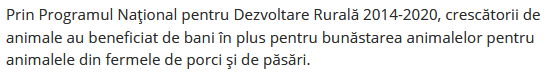 Prin Programul Naţional pentru Dezvoltare Rurală 2014-2020, crescătorii de
animale au beneficiat de bani în plus pentru bunăstarea animalelor pentru
animalele din fermele de porci şi de păsări.